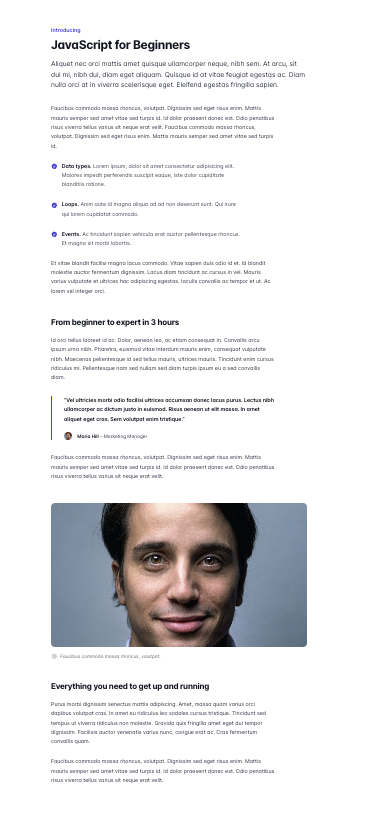 Introducing
JavaScript for Beginners
Aliquet nec orci mattis amet quisque ullamcorper neque, nibh sem. At arcu, sit
dui mi, nibh dui, diam eget aliquam. Quisque id at vitae feugiat egestas ac. Diam
nulla orci at in viverra scelerisque eget. Eleifend egestas fringilla sapien.
Faucibus commodo massa rhoncus, volutpat. Dignissim sed eget risus enim. Mattis
mauris semper sed amet vitae sed turpis id. Id dolor praesent donec est. Odio penatibus
risus viverra tellus varius sit neque erat velit. Faucibus commodo massa rhoncus,
volutpat. Dignissim sed eget risus enim. Mattis mauris semper sed amet vitae sed turpis
id.
Data types. Lorem ipsum, dolor sit amet consectetur adipisicing elit.
Maiores impedit perferendis suscipit eaque, iste dolor cupiditate
blanditiis ratione.
Loops. Anim aute id magna aliqua ad ad non deserunt sunt. Qui irure
qui lorem cupidatat commodo.
Events. Ac tincidunt sapien vehicula erat auctor pellentesque rhoncus.
Et magna sit morbi lobortis.
Et vitae blandit facilisi magna lacus commodo. Vitae sapien duis odio id et. Id blandit
molestie auctor fermentum dignissim. Lacus diam tincidunt ac cursus in vel. Mauris
varius vulputate et ultrices hac adipiscing egestas. Iaculis convallis ac tempor et ut. Ac
lorem vel integer orci.
From beginner to expert in 3 hours
Id orci tellus laoreet id ac. Dolor, aenean leo, ac etiam consequat in. Convallis arcu
ipsum urna nibh. Pharetra, euismod vitae interdum mauris enim, consequat vulputate
nibh. Maecenas pellentesque id sed tellus mauris, ultrices mauris. Tincidunt enim cursus
ridiculus mi. Pellentesque nam sed nullam sed diam turpis ipsum eu a sed convallis
diam.
"Vel ultricies morbi odio facilisi ultrices accumsan donec lacus purus. Lectus nibh
ullamcorper ac dictum justo in euismod. Risus aenean ut elit massa. In amet
aliquet eget cras. Sem volutpat enim tristique."
Maria Hill – Marketing Manager
Faucibus commodo massa rhoncus, volutpat. Dignissim sed eget risus enim. Mattis
mauris semper sed amet vitae sed turpis id. Id dolor praesent donec est. Odio penatibus
risus viverra tellus varius sit neque erat velit.
Faucibus commodo massa rhoncus, volutpat.
Everything you need to get up and running
Purus morbi dignissim senectus mattis adipiscing. Amet, massa quam varius orci
dapibus volutpat cras. In amet eu ridiculus leo sodales cursus tristique. Tincidunt sed
tempus ut viverra ridiculus non molestie. Gravida quis fringilla amet eget dui tempor
dignissim. Facilisis auctor venenatis varius nunc, congue erat ac. Cras fermentum
convallis quam.
Faucibus commodo massa rhoncus, volutpat. Dignissim sed eget risus enim. Mattis
mauris semper sed amet vitae sed turpis id. Id dolor praesent donec est. Odio penatibus
risus viverra tellus varius sit neque erat velit.